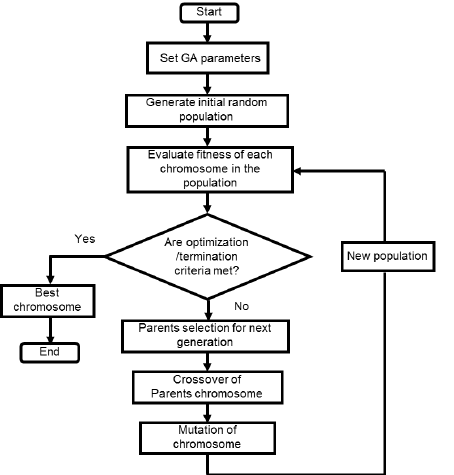 Start
Set GA parameters
Generate initial random
population
Evaluate fitness of each
chromosome in the
population
Are optimization
/termination
criteria met?
Yes
New population
Best
chromosome
No
End
Parents selection for next
generation
Crossover of
Parents chromosome
Mutation of
chromosome